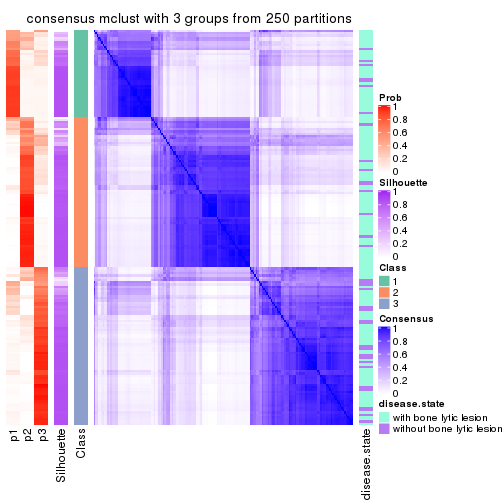 consensus mclust with 3 groups from 250 partitions
Prob
1
0.8
0.6
0.4
0.2
0
Silhouette
1
0.8
0.6
0.4
0.2
0
Class
1
2
3
Consensus
1
0.8
0.6
0.4
0.2
0
disease.state
with bone lytic lesion
without bone lytic lesion
p1
p2
p3
Silhouette
Class
disease.state